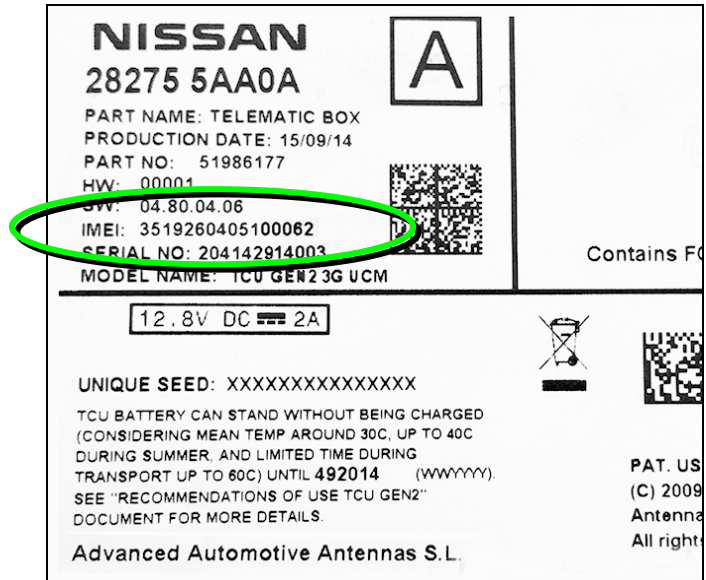 NISSAN
A
28275 5AA0A
PART NAME: TELEMATIC BOX
PRODUCTION DATE: 15/09/14
PART NO: 51986177
HW: 00001
SW: 04.80.04.06
IMEI: 3519260405100062
SERIAL NO: 204142914003
MODEL NAME: TCU GEN2 3G UCM
Contains FC
12.8V DC 2A
UNIQUE SEED: XXXXXXXXXXXXXXX
TCU BATTERY CAN STAND WITHOUT BEING CHARGED
(CONSIDERING MEAN TEMP AROUND 30C, UP TO 40C
DURING SUMMER, AND LIMITED TIME DURING
TRANSPORT UP TO 60C) UNTIL 492014 (WWYYYY).
SEE "RECOMMENDATIONS OF USE TCU GEN2"
DOCUMENT FOR MORE DETAILS.
Advanced Automotive Antennas S.L.
PAT. US
(C) 2009
Antenna
All right